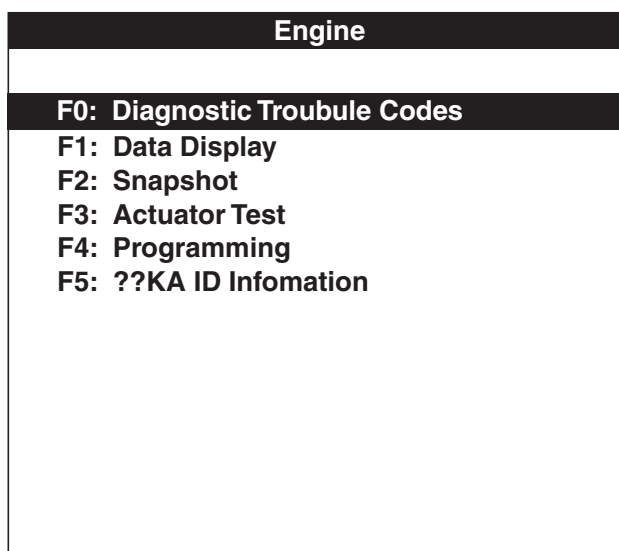 Engine
F0: Diagnostic Troubule Codes
F1: Data Display
F2: Snapshot
F3: Actuator Test
F4: Programming
F5: ??KA ID Infomation